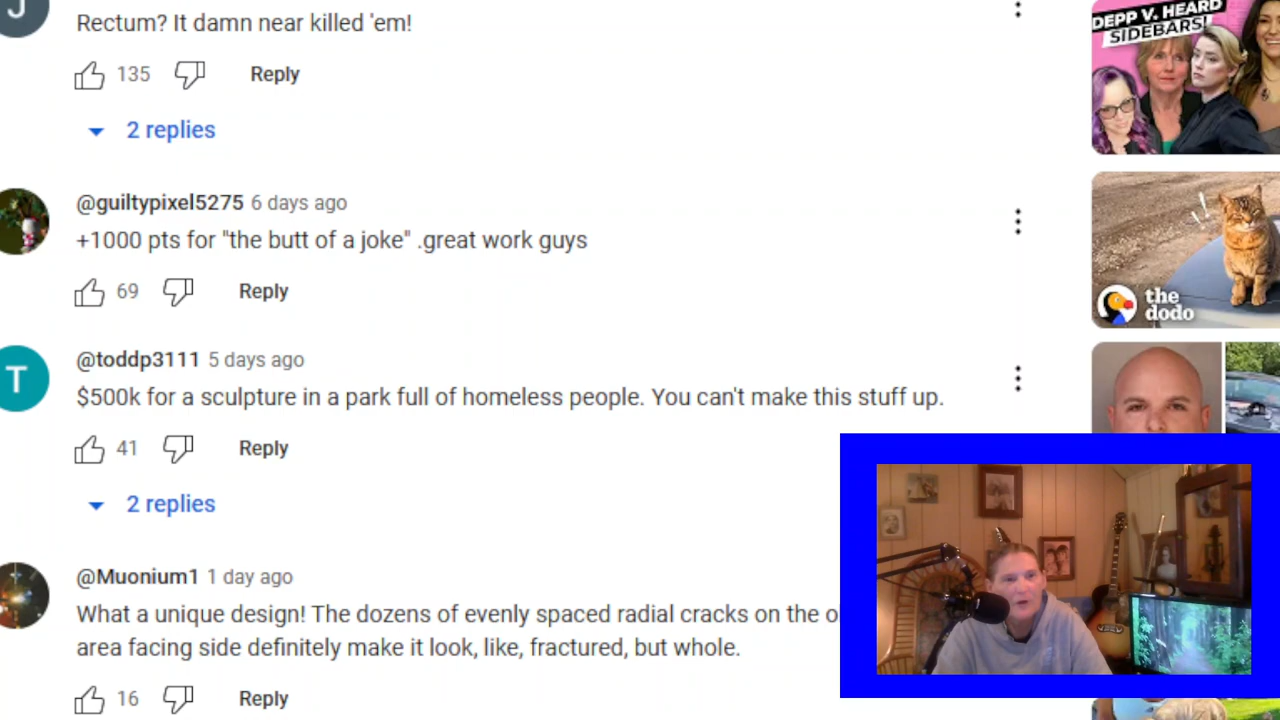 J
Rectum? It damn near killed 'em!
135 Reply
2 replies
@guiltypixel5275 6 days ago
+1000 pts for "the butt of a joke" .great work guys
69 Reply
T
@toddp3111 5 days ago
$500k for a sculpture in a park full of homeless people. You can't make this stuff up.
41 Reply
2 replies
@Muonium1 1 day ago
What a unique design! The dozens of evenly spaced radial cracks on the o
area facing side definitely make it look, like, fractured, but whole.
16 Reply
DEPP V. HEARD
SIDEBARS!
the
dodo